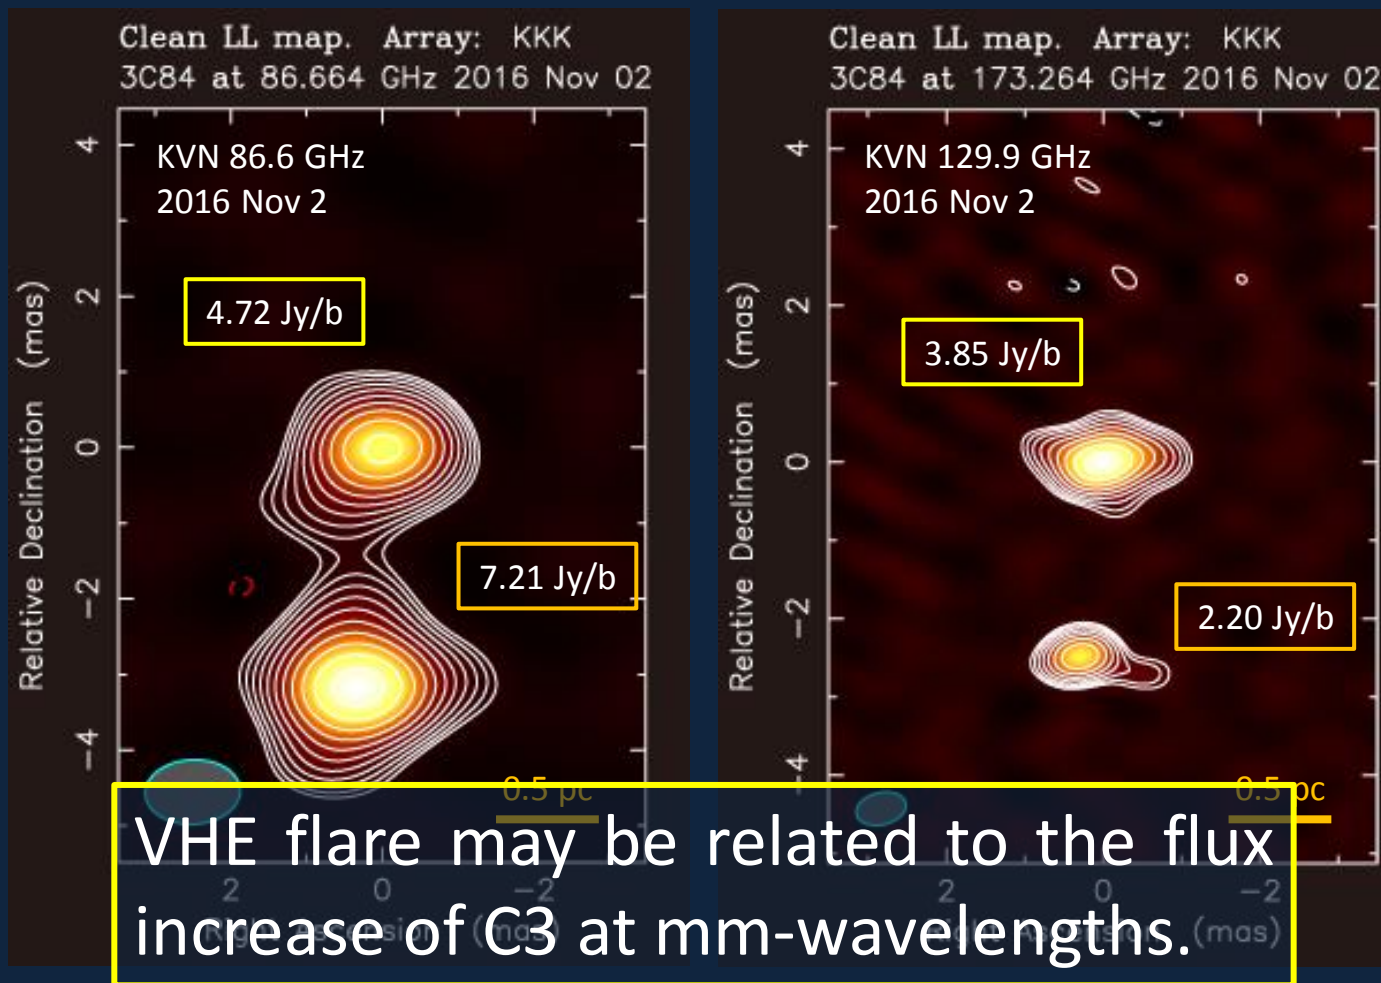 Clean LL map. Array: KKK
3C84 at 86.664 GHz 2016 Nov 02
KVN 86.6 GHz
2016 Nov 2
4.72 Jy/b
7.21 Jy/b
0.5 pc
Relative Declination (mas)
4
2
0
−2
−4
2
0
−2
Right Ascension (mas)
Clean LL map. Array: KKK
3C84 at 173.264 GHz 2016 Nov 02
KVN 129.9 GHz
2016 Nov 2
3.85 Jy/b
2.20 Jy/b
0.5 pc
Relative Declination (mas)
4
2
0
−2
−4
2
0
−2
Right Ascension (mas)
VHE flare may be related to the flux
increase of C3 at mm-wavelengths.